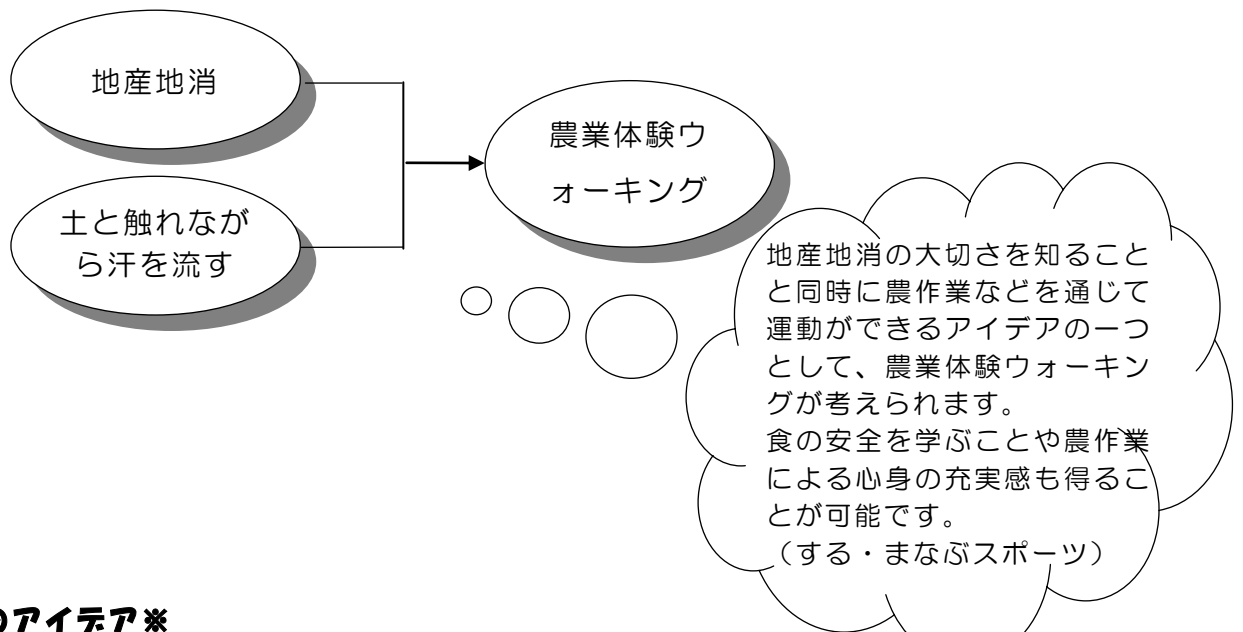 地産地消
土と触れなが
ら汗を流す
農業体験ウ
ォーキング
地産地消の大切さを知ること
と同時に農作業などを通じて
運動ができるアイデアの一つ
として、農業体験ウォーキン
グが考えられます。
食の安全を学ぶことや農作業
による心身の充実感も得るこ
とが可能です。
（する・まなぶスポーツ）
のアイデア※